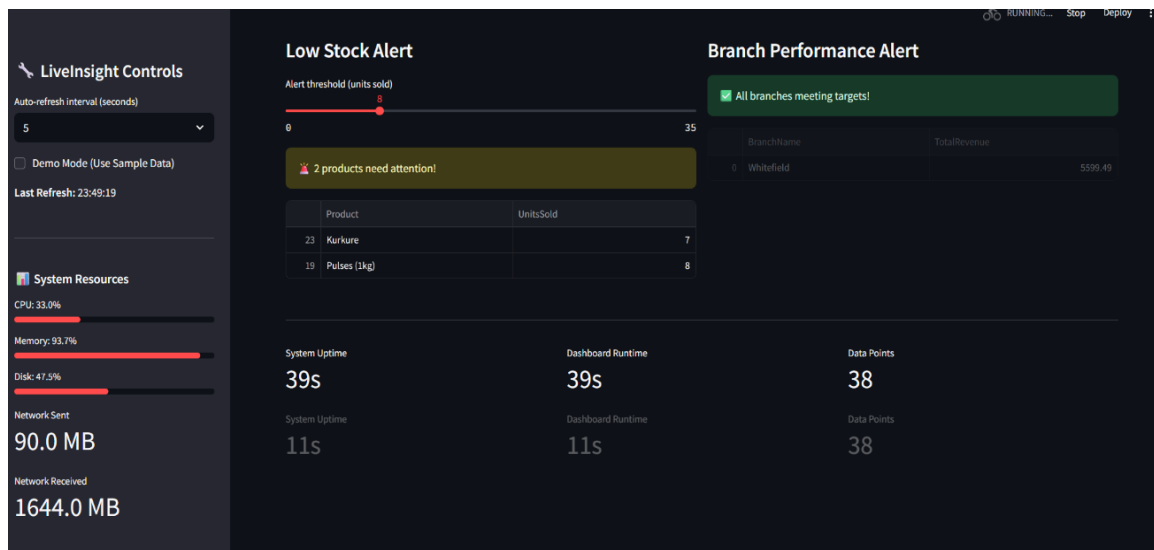 RUNNING... Stop Deploy
🔧 LiveInsight Controls
Auto-refresh interval (seconds)
5
Demo Mode (Use Sample Data)
Last Refresh: 23:49:19
📊 System Resources
CPU: 33.0%
Memory: 93.7%
Disk: 47.5%
Network Sent
90.0 MB
Network Received
1644.0 MB
Low Stock Alert
Alert threshold (units sold)
8
0 35
🚨 2 products need attention!
Product UnitsSold
23 Kurkure 7
19 Pulses (1kg) 8
Branch Performance Alert
✅ All branches meeting targets!
BranchName TotalRevenue
0 Whitefield 5599.49
System Uptime Dashboard Runtime Data Points
39s 39s 38
System Uptime Dashboard Runtime Data Points
11s 11s 38